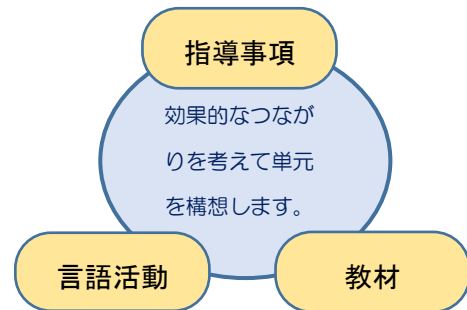 指導事項
効果的なつなが
りを考えて単元
を構想します。
言語活動
教材